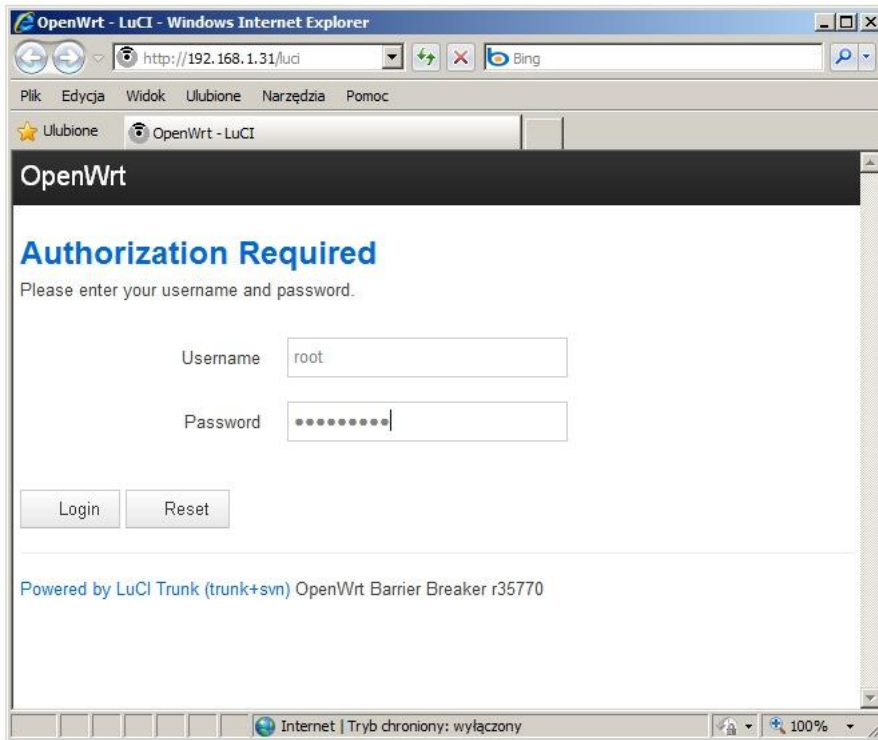 OpenWrt - LuCI - Windows Internet Explorer
http://192.168.1.31/luci
Bing
Plik Edycja Widok Ulubione Narzędzia Pomoc
Ulubione OpenWrt - LuCI
OpenWrt
Authorization Required
Please enter your username and password.
Username root
Password •••••••••
Login Reset
Powered by LuCI Trunk (trunk+svn) OpenWrt Barrier Breaker r35770
Internet | Tryb chroniony: wyłączony 100%